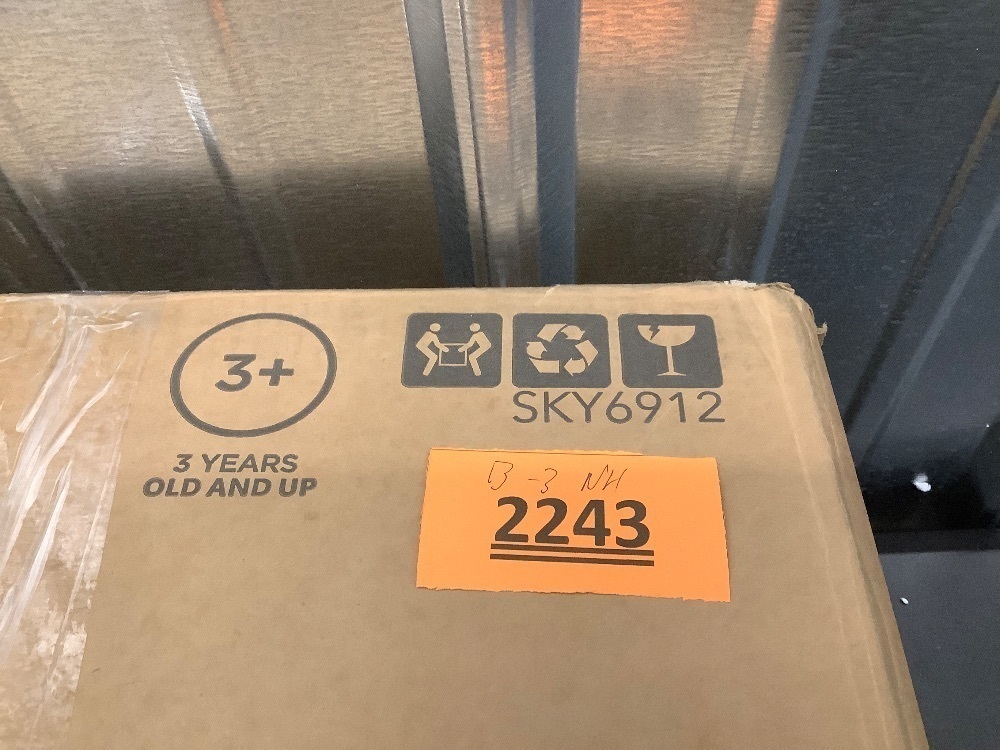 3+
3 YEARS
OLD AND UP
SKY6912
B-3 NH
2243